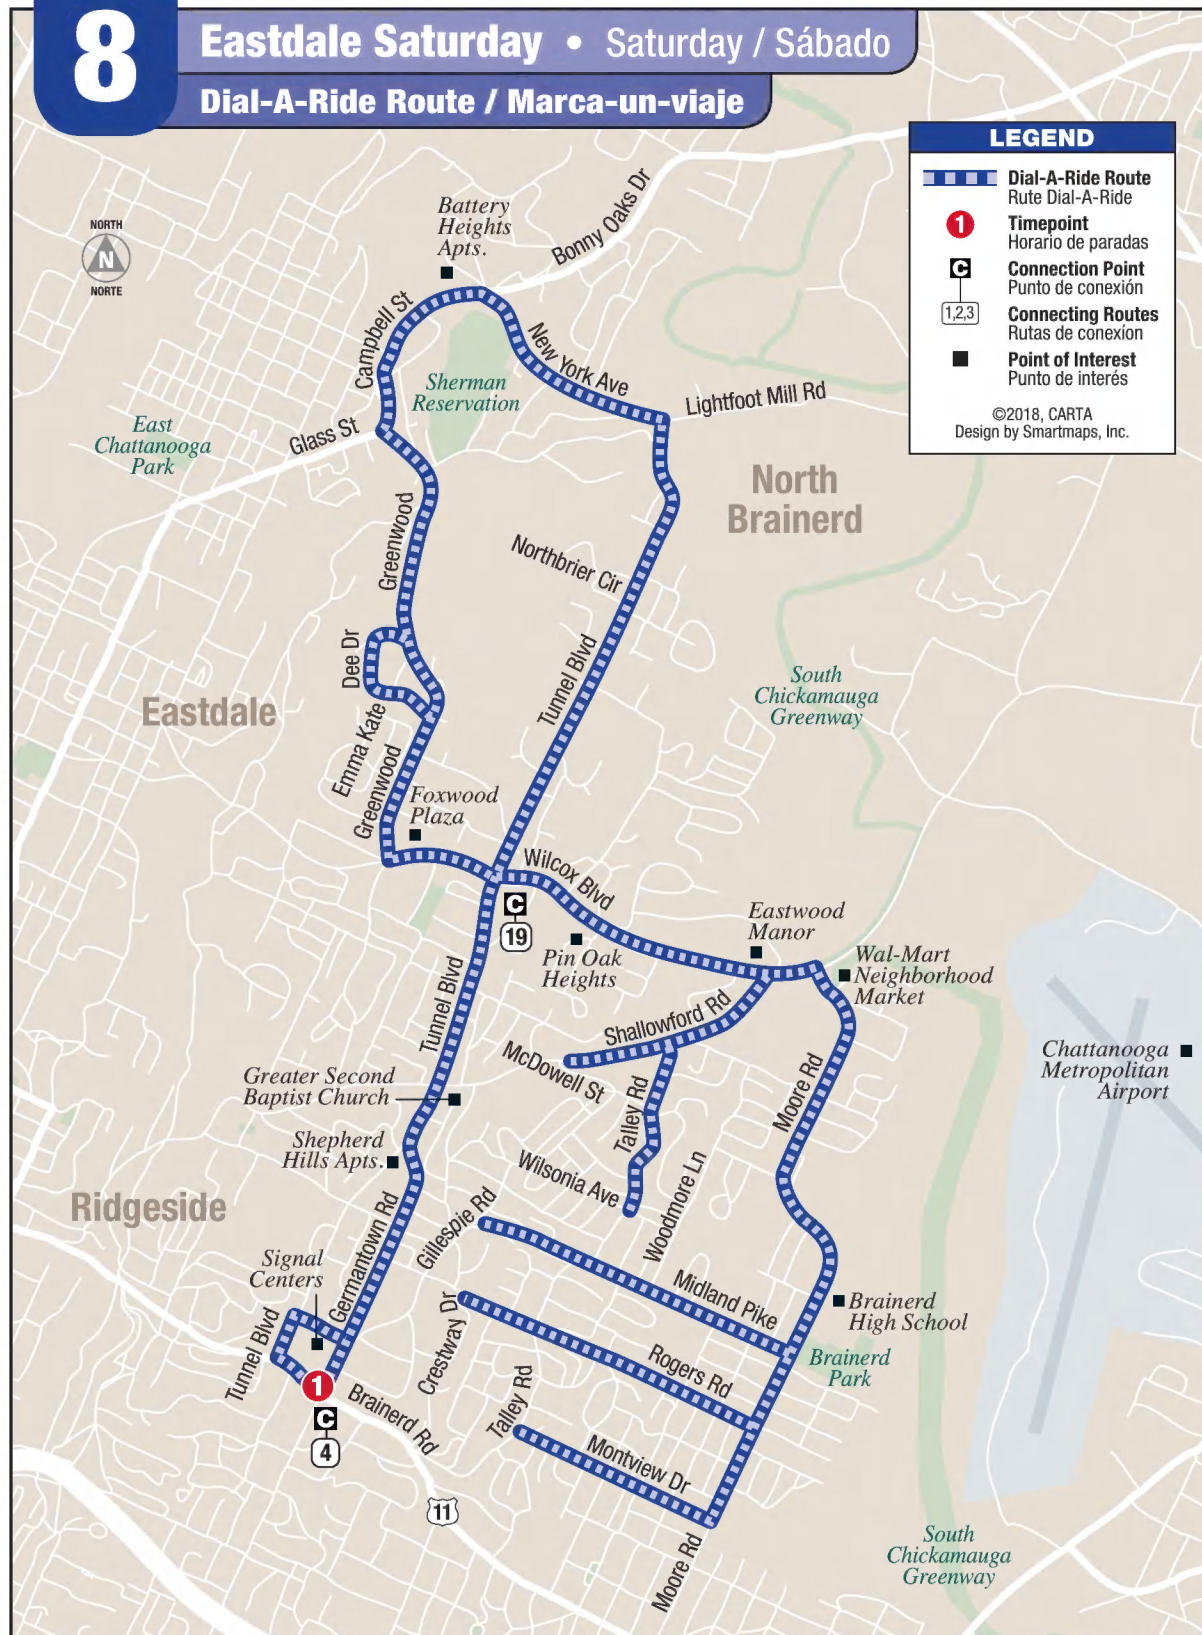 8
Eastdale Saturday • Saturday / Sábado
Dial-A-Ride Route / Marca-un-viaje
LEGEND
Dial-A-Ride Route
Rute Dial-A-Ride
1
Timepoint
Horario de paradas
C
Connection Point
Punto de conexión
1,2,3
Connecting Routes
Rutas de conexíon
Point of Interest
Punto de interés
©2018, CARTA
Design by Smartmaps, Inc.
NORTH
N
NORTE
Battery
Heights
Apts.
Bonny Oaks Dr
Campbell St
New York Ave
Sherman
Reservation
Lightfoot Mill Rd
East
Chattanooga
Park
Glass St
North
Brainerd
Greenwood
Northbrier Cir
Dee Dr
Tunnel Blvd
South
Chickamauga
Greenway
Eastdale
Emma Kate
Greenwood
Foxwood
Plaza
Wilcox Blvd
C
19
Pin Oak
Heights
Eastwood
Manor
Wal-Mart
Neighborhood
Market
Tunnel Blvd
Shallowford Rd
McDowell St
Talley Rd
Moore Rd
Chattanooga
Metropolitan
Airport
Greater Second
Baptist Church
Shepherd
Hills Apts.
Wilsonia Ave
Woodmore Ln
Ridgeside
Germantown Rd
Gillespie Rd
Signal
Centers
Midland Pike
Brainerd
High School
Tunnel Blvd
Crestway Dr
Rogers Rd
Brainerd
Park
1
Brainerd Rd
Talley Rd
C
4
Montview Dr
11
Moore Rd
South
Chickamauga
Greenway